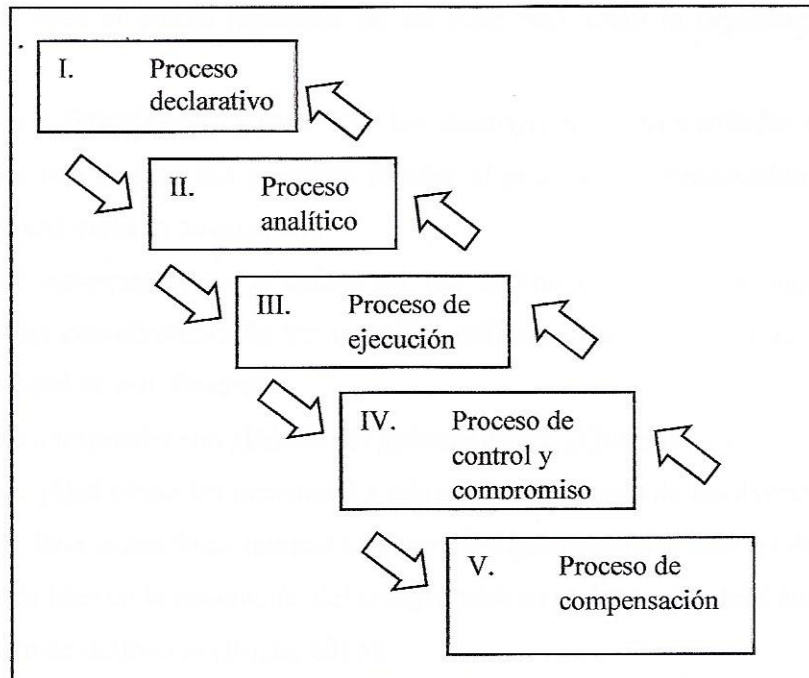 I. Proceso
declarativo
II. Proceso
analítico
III. Proceso de
ejecución
IV. Proceso de
control y
compromiso
V. Proceso de
compensación